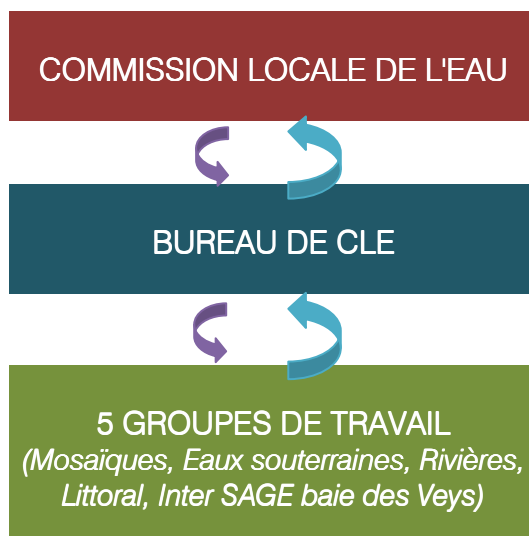 COMMISSION LOCALE DE L'EAU
BUREAU DE CLE
5 GROUPES DE TRAVAIL
(Mosaïques, Eaux souterraines, Rivières,
Littoral, Inter SAGE baie des Veys)